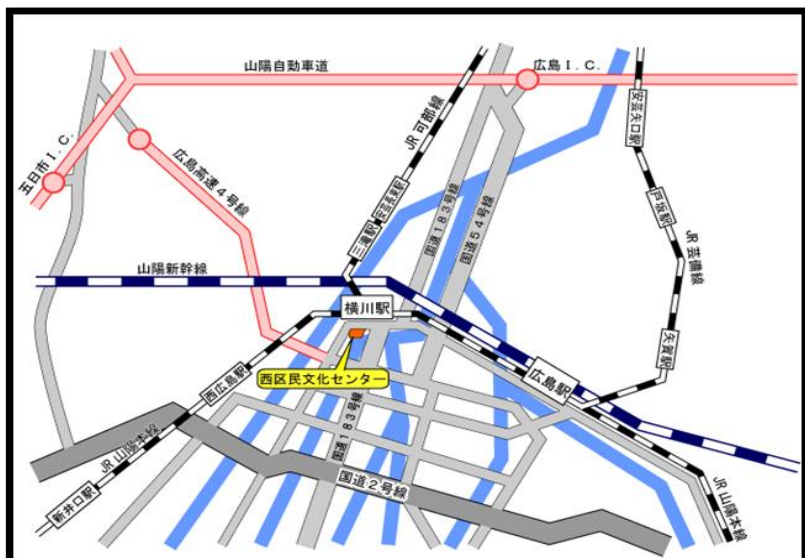 山陽自動車道
広島Ｉ.Ｃ.
JR可部線
安芸矢口駅
五日市Ｉ.Ｃ.
広島高速４号線
安芸長束駅
三滝駅
国道１８３号線
国道５４号線
戸坂駅
JR芸備線
山陽新幹線
横川駅
矢賀駅
広島駅
西広島駅
西区民文化センター
国道１８３号線
JR山陽本線
新井口駅
国道２号線
JR山陽本線